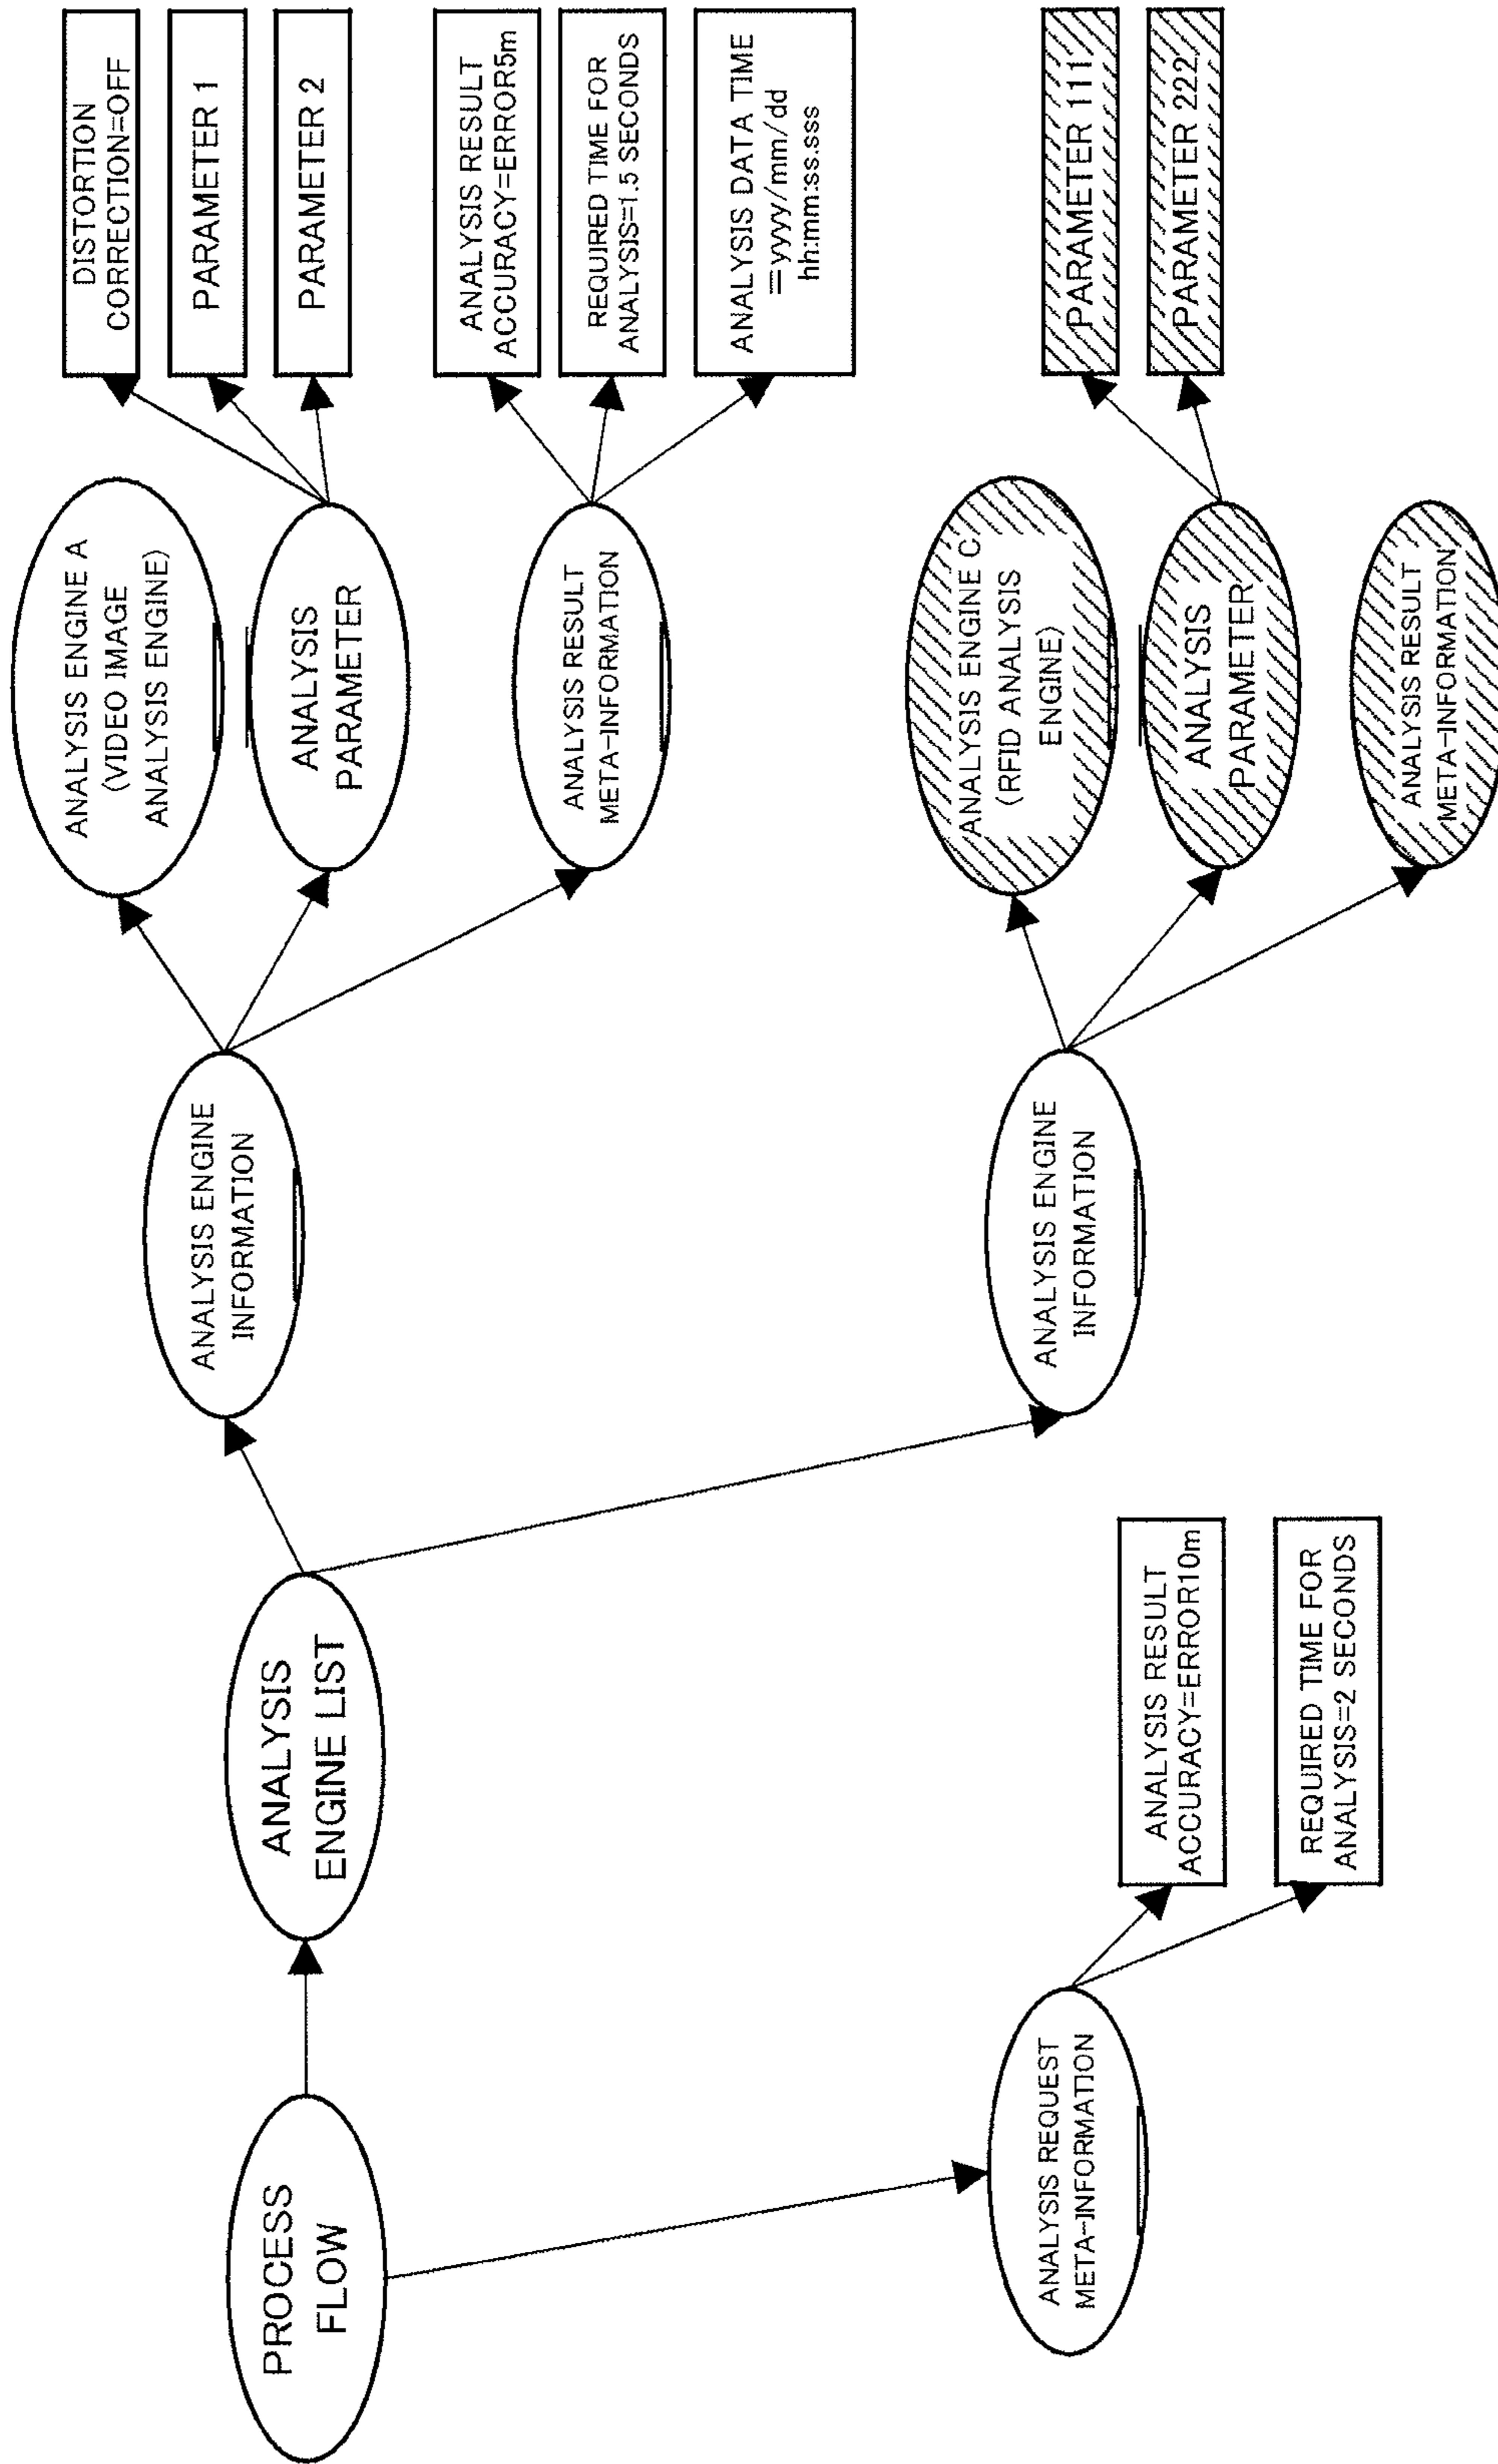 PROCESS
FLOW
ANALYSIS
ENGINE LIST
ANALYSIS ENGINE
INFORMATION
ANALYSIS ENGINE A
(VIDEO IMAGE
ANALYSIS ENGINE)
ANALYSIS
PARAMETER
DISTORTION
CORRECTION=OFF
PARAMETER 1
PARAMETER 2
ANALYSIS RESULT
META-INFORMATION
ANALYSIS RESULT
ACCURACY=ERROR5m
REQUIRED TIME FOR
ANALYSIS=1.5 SECONDS
ANALYSIS DATA TIME
=yyyy/mm/dd
hh:mm:ss.sss
ANALYSIS ENGINE
INFORMATION
ANALYSIS ENGINE C
(RFID ANALYSIS
ENGINE)
ANALYSIS
PARAMETER
PARAMETER 111
PARAMETER 222
ANALYSIS RESULT
META-INFORMATION
ANALYSIS REQUEST
META-INFORMATION
ANALYSIS RESULT
ACCURACY=ERROR10m
REQUIRED TIME FOR
ANALYSIS=2 SECONDS